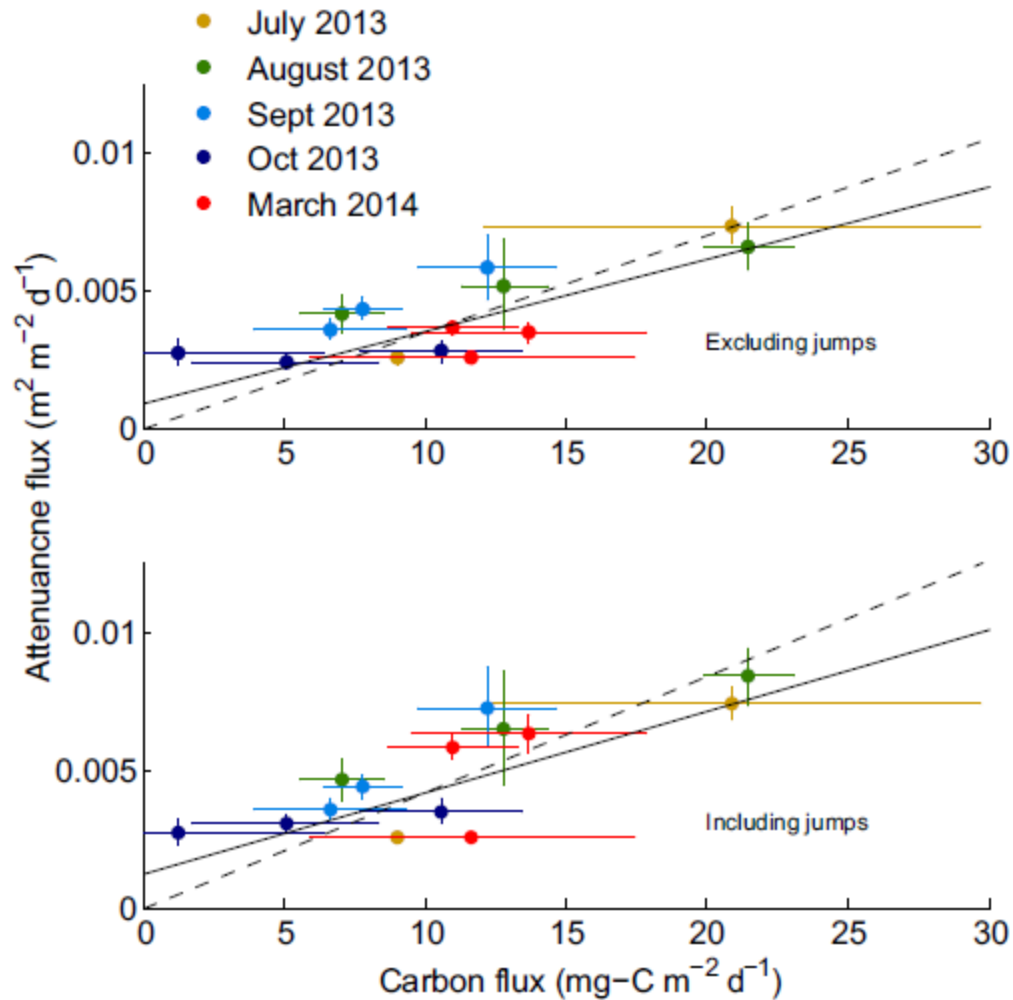 July 2013
August 2013
Sept 2013
Oct 2013
March 2014
0.01
0.005
0
Excluding jumps
0 5 10 15 20 25 30
Attenuancne flux (m² m⁻² d⁻¹)
0.01
0.005
0
Including jumps
0 5 10 15 20 25 30
Carbon flux (mg−C m⁻² d⁻¹)